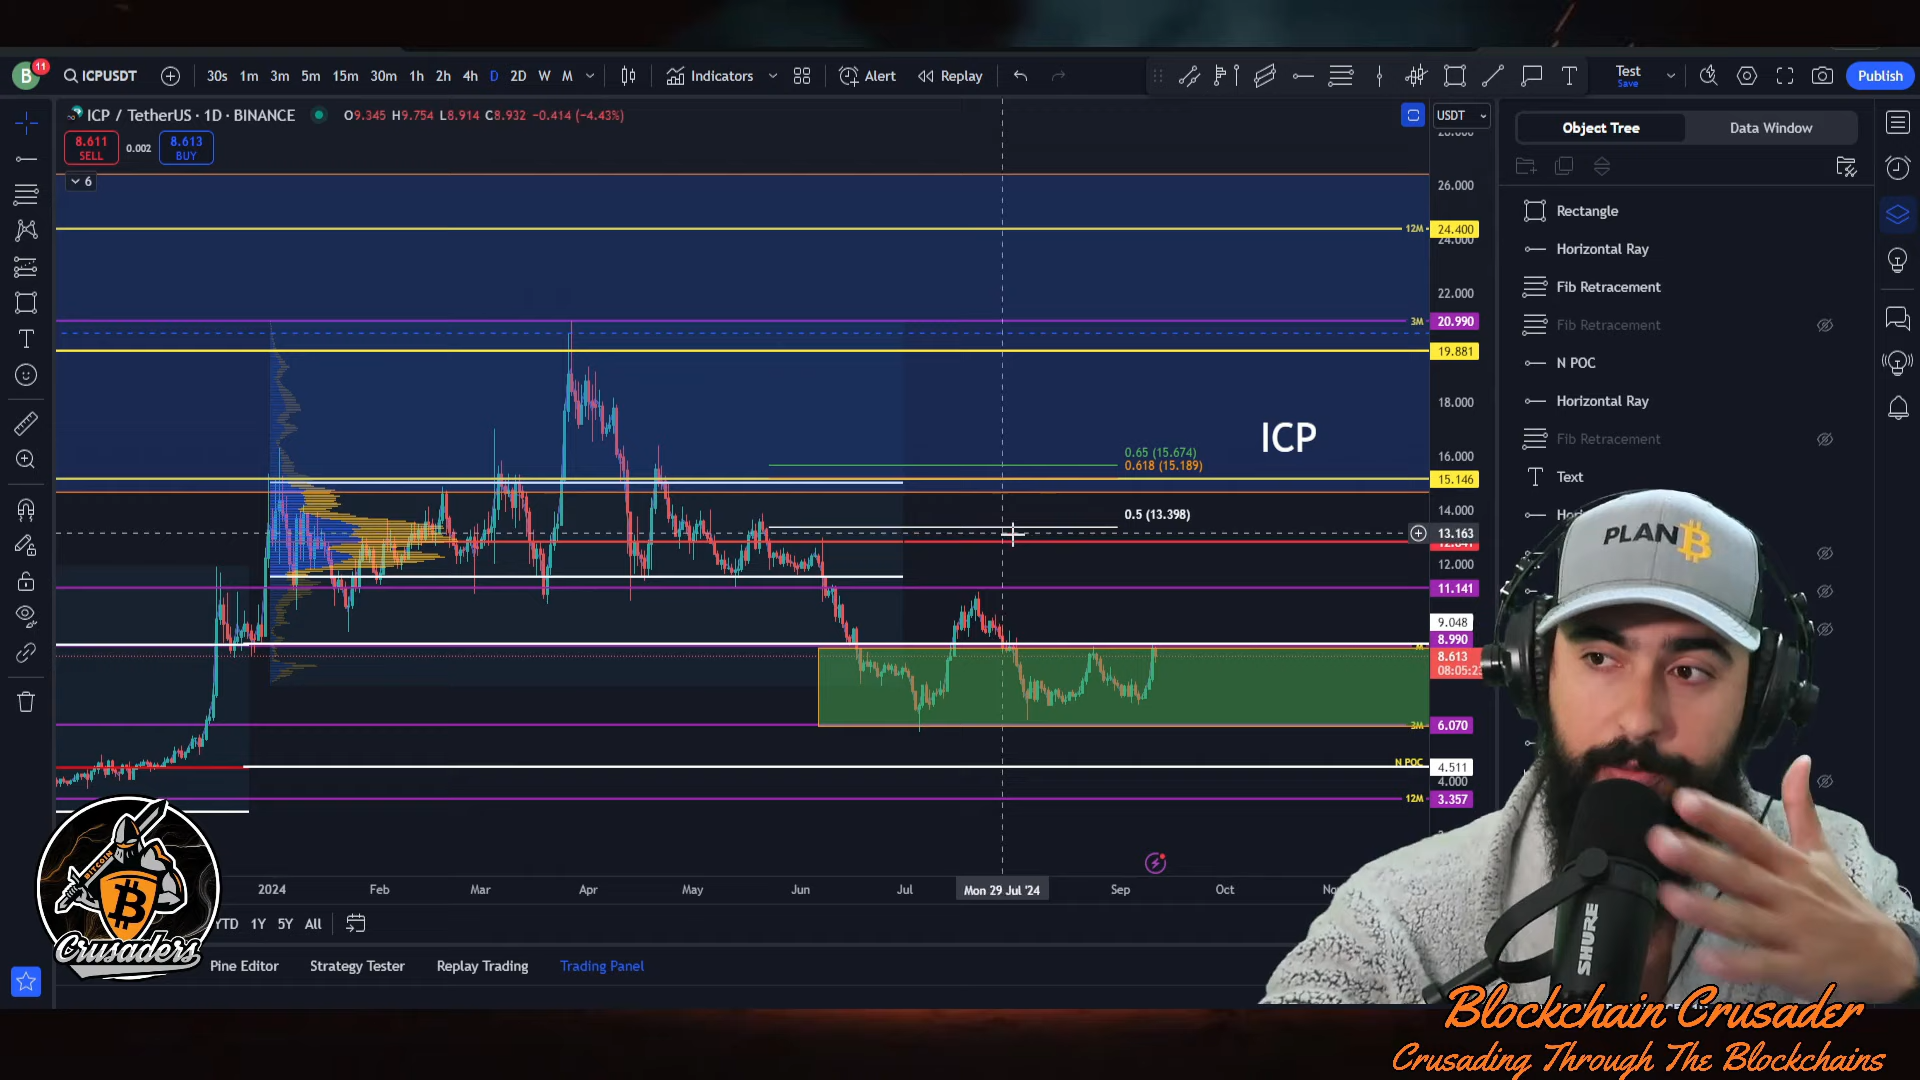 B 11 ICPUSDT 30s 1m 3m 5m 15m 30m 1h 2h 4h D 2D W M Indicators Alert Replay Test Save Publish
ICP / TetherUS · 1D · BINANCE O9.345 H9.754 L8.914 C8.932 −0.414 (−4.43%) USDT
8.611 SELL 0.002 8.613 BUY
6
Object Tree Data Window
Rectangle
Horizontal Ray
Fib Retracement
Fib Retracement
N POC
Horizontal Ray
Fib Retracement
Text
26.000
12M 24.400
24.000
22.000
3M 20.990
19.881
18.000
ICP
0.65 (15.674)
0.618 (15.189)
16.000
15.146
0.5 (13.398)
14.000
13.163
12.000
11.141
9.048
8.990
8.613
3M 6.070
N POC 4.511
4.000
12M 3.357
2024 Feb Mar Apr May Jun Jul Mon 29 Jul '24 Sep Oct
YTD 1Y 5Y All
Pine Editor Strategy Tester Replay Trading Trading Panel
PLAN B
SHURE
BITCOIN
B
Crusaders
Blockchain Crusader
Crusading Through The Blockchains